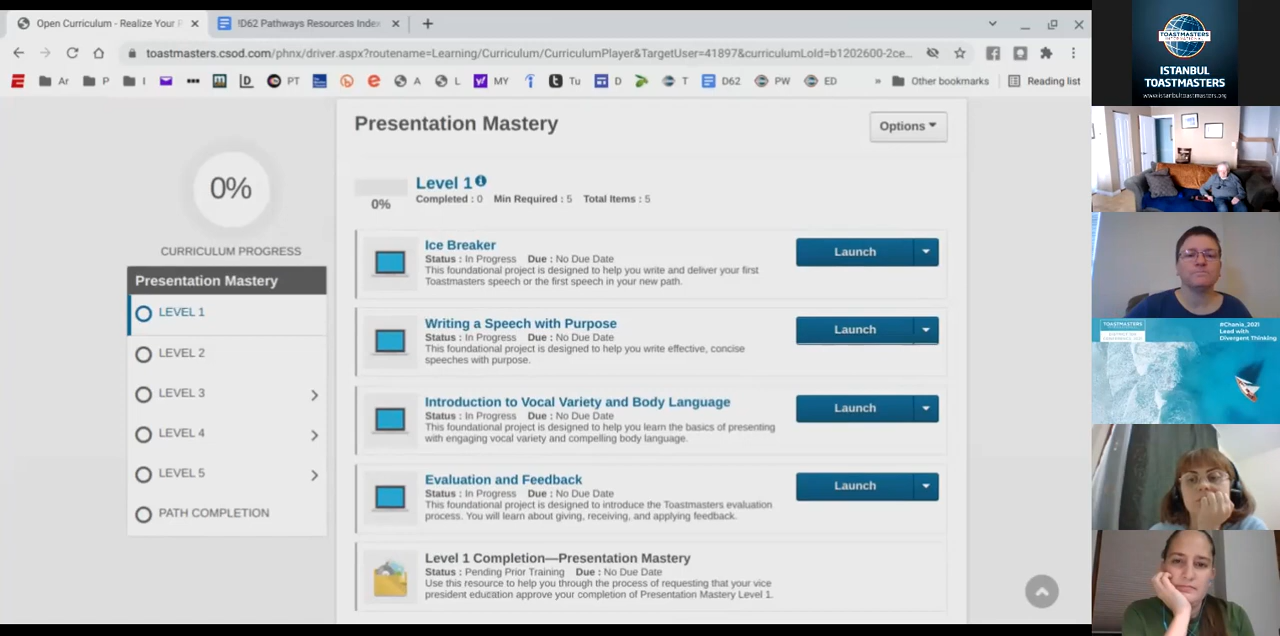 Open Curriculum - Realize Your P
!D62 Pathways Resources Index
toastmasters.csod.com/phnx/driver.aspx?routename=Learning/Curriculum/CurriculumPlayer&TargetUser=41897&curriculumLoId=b1202600-2ce...
Ar
P
I
PT
A
L
MY
Tu
D
T
D62
PW
ED
» Other bookmarks
Reading list
Presentation Mastery
Options
0%
CURRICULUM PROGRESS
Presentation Mastery
LEVEL 1
LEVEL 2
LEVEL 3
LEVEL 4
LEVEL 5
PATH COMPLETION
Level 1
0%
Completed : 0 Min Required : 5 Total Items : 5
Ice Breaker
Status : In Progress Due : No Due Date
This foundational project is designed to help you write and deliver your first
Toastmasters speech or the first speech in your new path.
Launch
Writing a Speech with Purpose
Status : In Progress Due : No Due Date
This foundational project is designed to help you write effective, concise
speeches with purpose.
Launch
Introduction to Vocal Variety and Body Language
Status : In Progress Due : No Due Date
This foundational project is designed to help you learn the basics of presenting
with engaging vocal variety and compelling body language.
Launch
Evaluation and Feedback
Status : In Progress Due : No Due Date
This foundational project is designed to introduce the Toastmasters evaluation
process. You will learn about giving, receiving, and applying feedback.
Launch
Level 1 Completion—Presentation Mastery
Status : Pending Prior Training Due : No Due Date
Use this resource to help you through the process of requesting that your vice
president education approve your completion of Presentation Mastery Level 1.
TOASTMASTERS
INTERNATIONAL
ISTANBUL
TOASTMASTERS
www.istanbultoastmasters.org
TOASTMASTERS
#Chania_2021
Lead with
Divergent Thinking